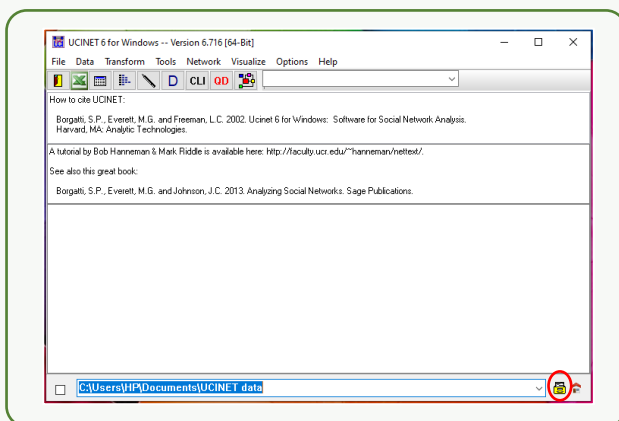 UCINET 6 for Windows -- Version 6.716 [64-Bit]
File Data Transform Tools Network Visualize Options Help
D CLI QD
How to cite UCINET:
Borgatti, S.P., Everett, M.G. and Freeman, L.C. 2002. Ucinet 6 for Windows: Software for Social Network Analysis.
Harvard, MA: Analytic Technologies.
A tutorial by Bob Hanneman & Mark Riddle is available here: http://faculty.ucr.edu/~hanneman/nettext/.
See also this great book:
Borgatti, S.P., Everett, M.G. and Johnson, J.C. 2013. Analyzing Social Networks. Sage Publications.
C:\Users\HP\Documents\UCINET data